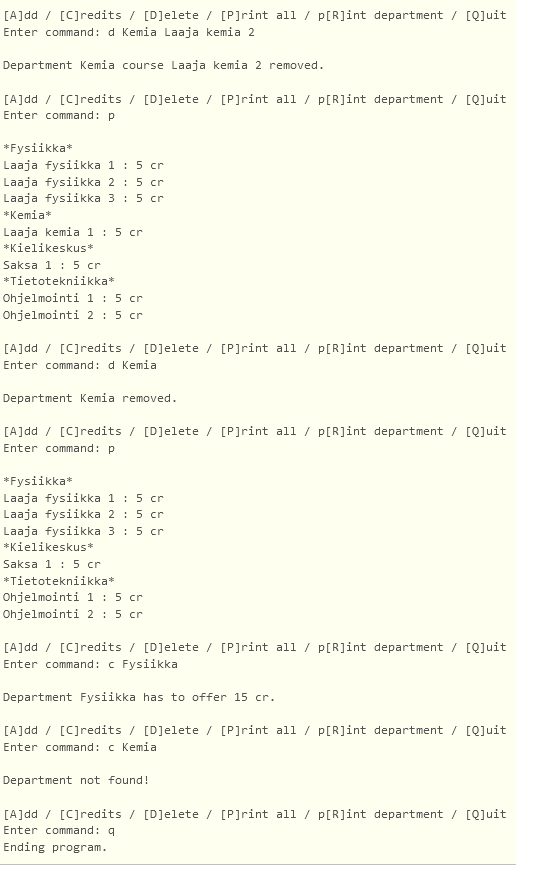 [A]dd / [C]redits / [D]elete / [P]rint all / p[R]int department / [Q]uit
Enter command: d Kemia Laaja kemia 2
Department Kemia course Laaja kemia 2 removed.
[A]dd / [C]redits / [D]elete / [P]rint all / p[R]int department / [Q]uit
Enter command: p
*Fysiikka*
Laaja fysiikka 1 : 5 cr
Laaja fysiikka 2 : 5 cr
Laaja fysiikka 3 : 5 cr
*Kemia*
Laaja kemia 1 : 5 cr
*Kielikeskus*
Saksa 1 : 5 cr
*Tietotekniikka*
Ohjelmointi 1 : 5 cr
Ohjelmointi 2 : 5 cr
[A]dd / [C]redits / [D]elete / [P]rint all / p[R]int department / [Q]uit
Enter command: d Kemia
Department Kemia removed.
[A]dd / [C]redits / [D]elete / [P]rint all / p[R]int department / [Q]uit
Enter command: p
*Fysiikka*
Laaja fysiikka 1 : 5 cr
Laaja fysiikka 2 : 5 cr
Laaja fysiikka 3 : 5 cr
*Kielikeskus*
Saksa 1 : 5 cr
*Tietotekniikka*
Ohjelmointi 1 : 5 cr
Ohjelmointi 2 : 5 cr
[A]dd / [C]redits / [D]elete / [P]rint all / p[R]int department / [Q]uit
Enter command: c Fysiikka
Department Fysiikka has to offer 15 cr.
[A]dd / [C]redits / [D]elete / [P]rint all / p[R]int department / [Q]uit
Enter command: c Kemia
Department not found!
[A]dd / [C]redits / [D]elete / [P]rint all / p[R]int department / [Q]uit
Enter command: q
Ending program.